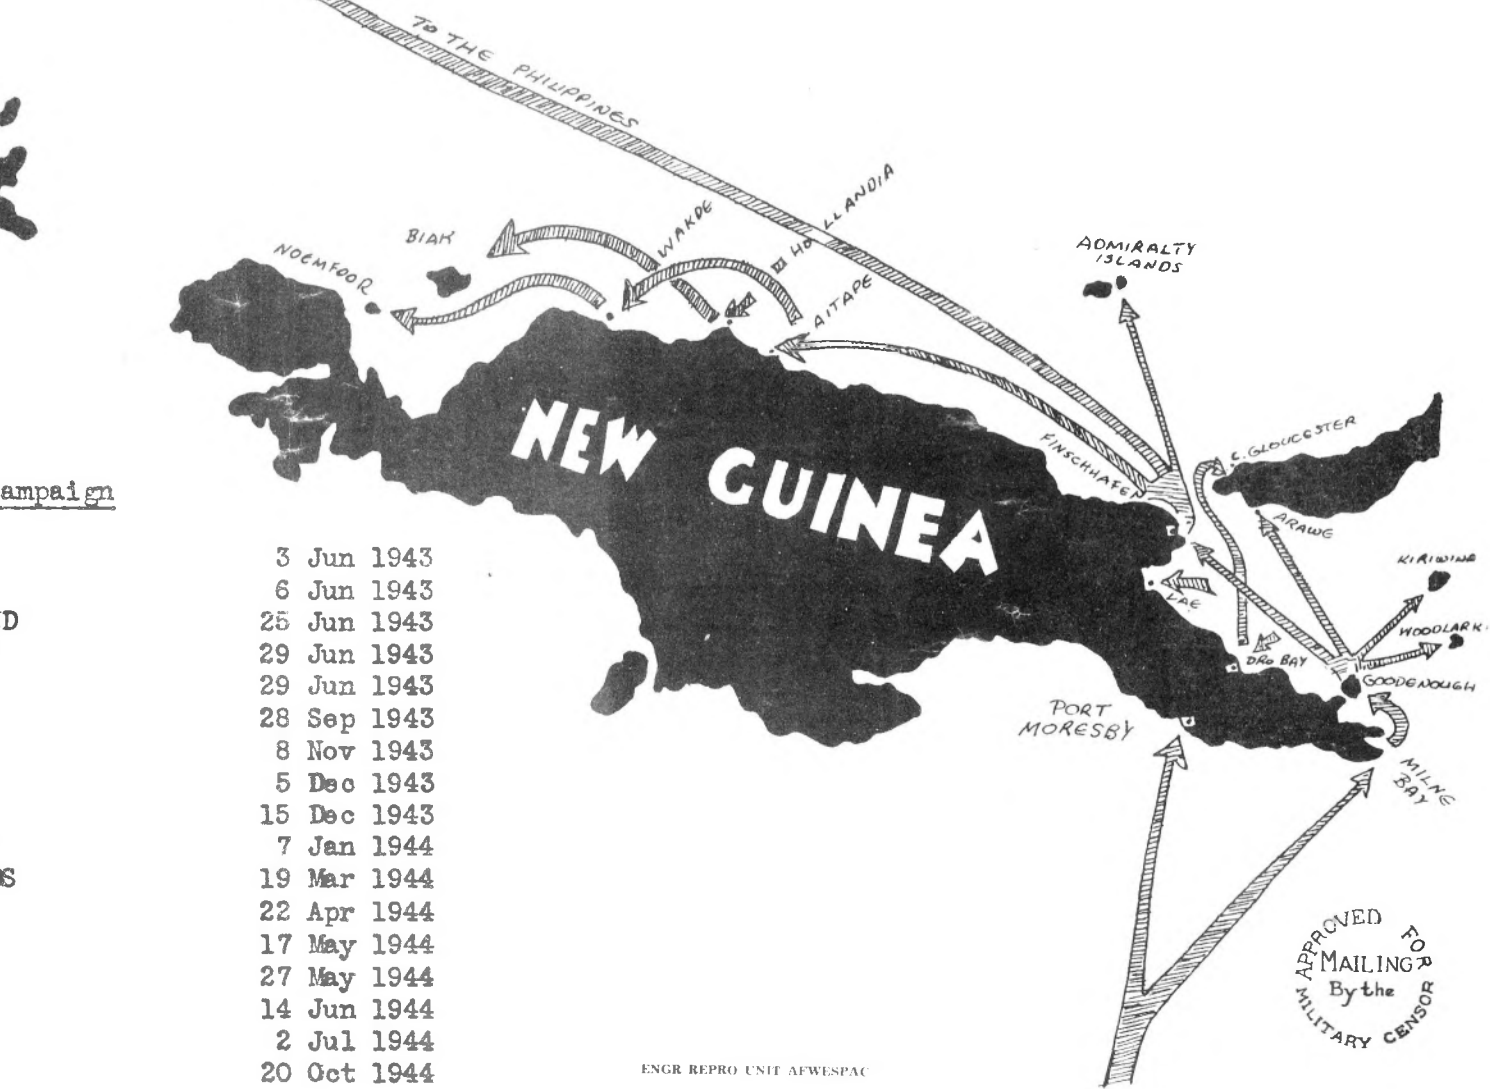 TO THE PHILIPPINES
HOLLANDIA
WAKDE
BIAK
NOEMFOOR
AITAPE
ADMIRALTY
ISLANDS
NEW GUINEA
FINSCHHAFEN
C. GLOUCESTER
ARAWE
KIRIWINA
WOODLARK
LAE
ORO BAY
GOODENOUGH
PORT
MORESBY
MILNE
BAY
ampaign
3 Jun 1943
6 Jun 1943
D 25 Jun 1943
29 Jun 1943
29 Jun 1943
28 Sep 1943
8 Nov 1943
5 Dec 1943
15 Dec 1943
7 Jan 1944
S 19 Mar 1944
22 Apr 1944
17 May 1944
27 May 1944
14 Jun 1944
2 Jul 1944
20 Oct 1944
APPROVED FOR
MAILING
By the
MILITARY CENSOR
ENGR REPRO UNIT AFWESPAC